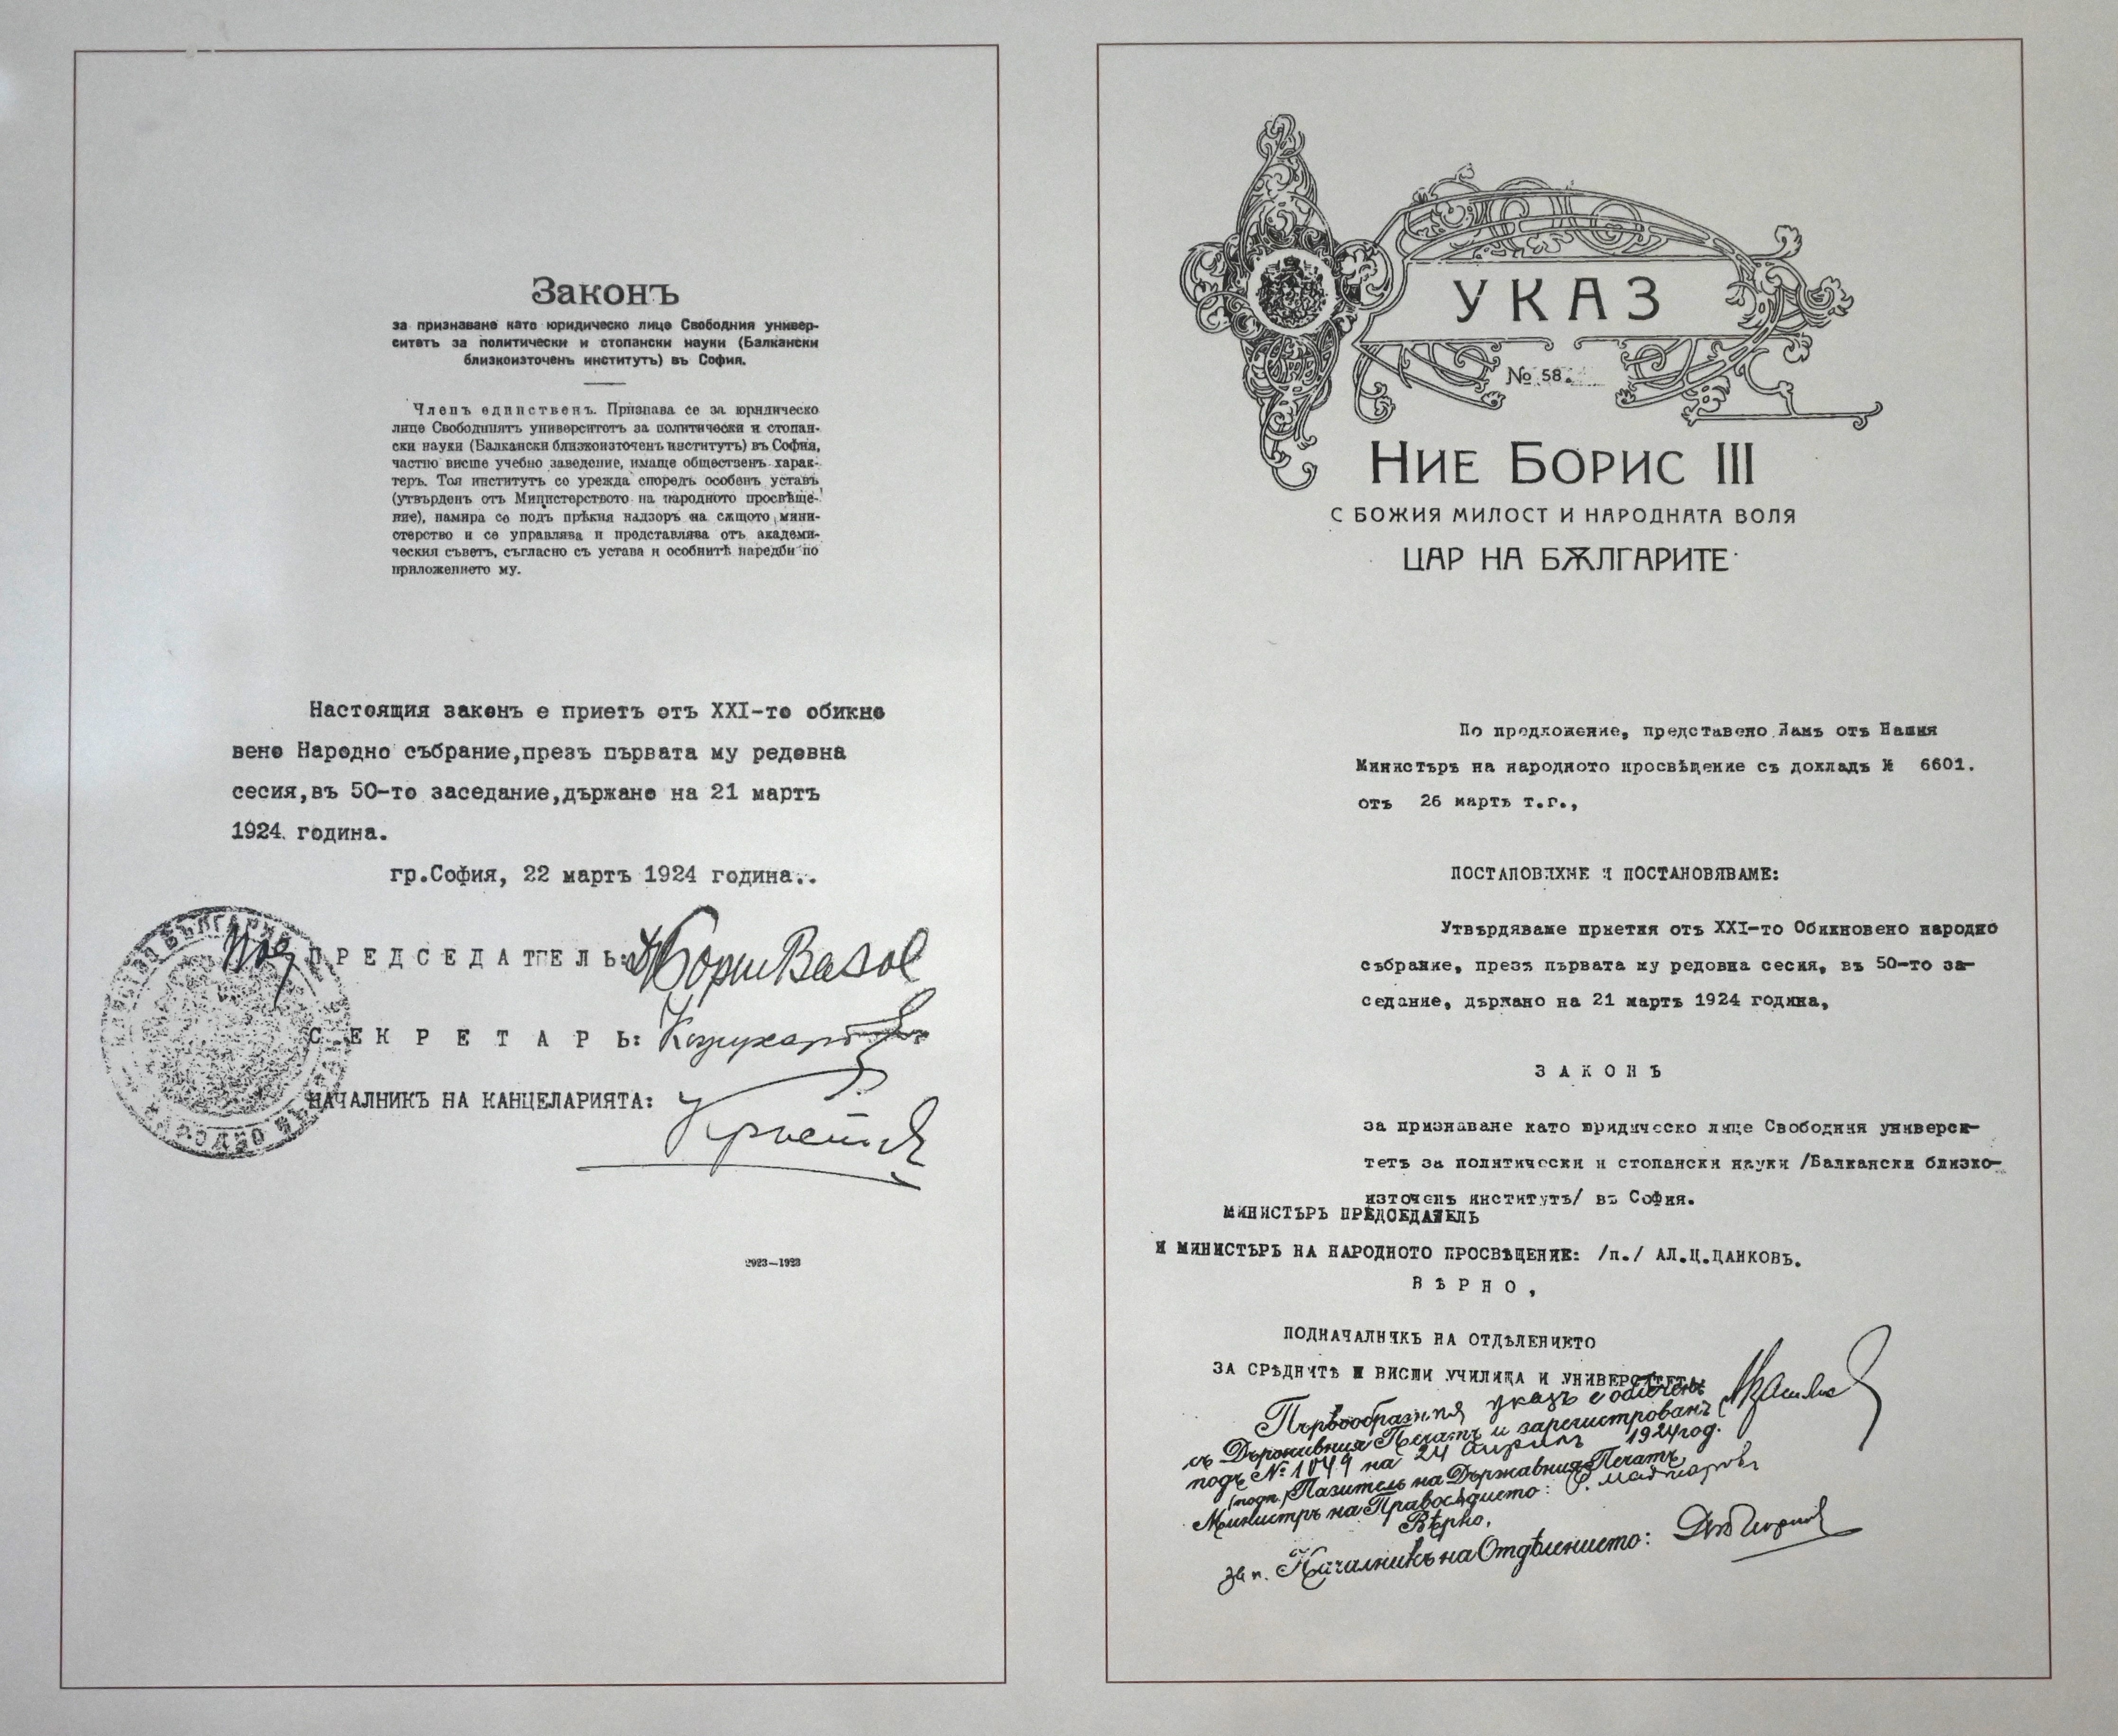 Законъ
за признаване като юридическо лице Свободния универ-
ситетъ за политически и стопански науки (Балкански
близкоизточенъ институтъ) въ София.
Членъ единственъ. Признава се за юридическо
лице Свободниятъ университетъ за политически и стопан-
ски науки (Балкански близкоизточенъ институтъ) въ София,
частно висше учебно заведение, имаще общественъ харак-
теръ. Тоя институтъ се урежда споредъ особенъ уставъ
(утвърденъ отъ Министерството на народното просвѣще-
ние), намира се подъ прѣкия надзоръ на сѫщото мини-
стерство и се управлява и представлява отъ академи-
ческия съветъ, съгласно съ устава и особнитѣ наредби по
приложението му.
Настоящия законъ е приетъ отъ XXI-то обикно
вено Народно събрание,презъ първата му редовна
сесия,въ 50-то заседание,държано на 21 мартъ
1924 година.
гр.София, 22 мартъ 1924 година..
ПРЕДСЕДАТЕЛЬ: Борис Вазов
СЕКРЕТАРЬ:
НАЧАЛНИКЪ НА КАНЦЕЛАРИЯТА:
2923—1923
УКАЗ
№ 58.
НИЕ БОРИС III
С БОЖИЯ МИЛОСТ И НАРОДНАТА ВОЛЯ
ЦАР НА БѪЛГАРИТЕ
По предложение, представено Намъ отъ Нашия
Министъръ на народното просвѣщение съ докладъ № 6601.
отъ 26 мартъ т.г.,
ПОСТАНОВИХМЕ И ПОСТАНОВЯВАМЕ:
Утвърдяваме приетия отъ XXI-то Обикновено народно
събрание, презъ първата му редовна сесия, въ 50-то за-
седание, държано на 21 мартъ 1924 година,
ЗАКОНЪ
за признаване като юридическо лице Свободния универси-
тетъ за политически и стопански науки /Балкански близко-
източенъ институтъ/ въ София.
МИНИСТЪРЪ ПРЕДСЕДАТЕЛЬ
И МИНИСТЪРЪ НА НАРОДНОТО ПРОСВѢЩЕНИЕ: /п./ АЛ.Ц.ЦАНКОВЪ.
ВѢРНО,
ПОДНАЧАЛНИКЪ НА ОТДѢЛЕНИЕТО
ЗА СРѢДНИТѢ И ВИСШИ УЧИЛИЩА И УНИВЕРСИТЕТА:
Първообразния указъ е облѣченъ
съ Държавния Печатъ и зарегистрованъ
подъ № 1049 на 24 априлъ 1924 год.
(подп.) Пазитель на Държавния Печатъ,
Министръ на Правосѫдието:
Вѣрно,
Началникъ на Отдѣлението: